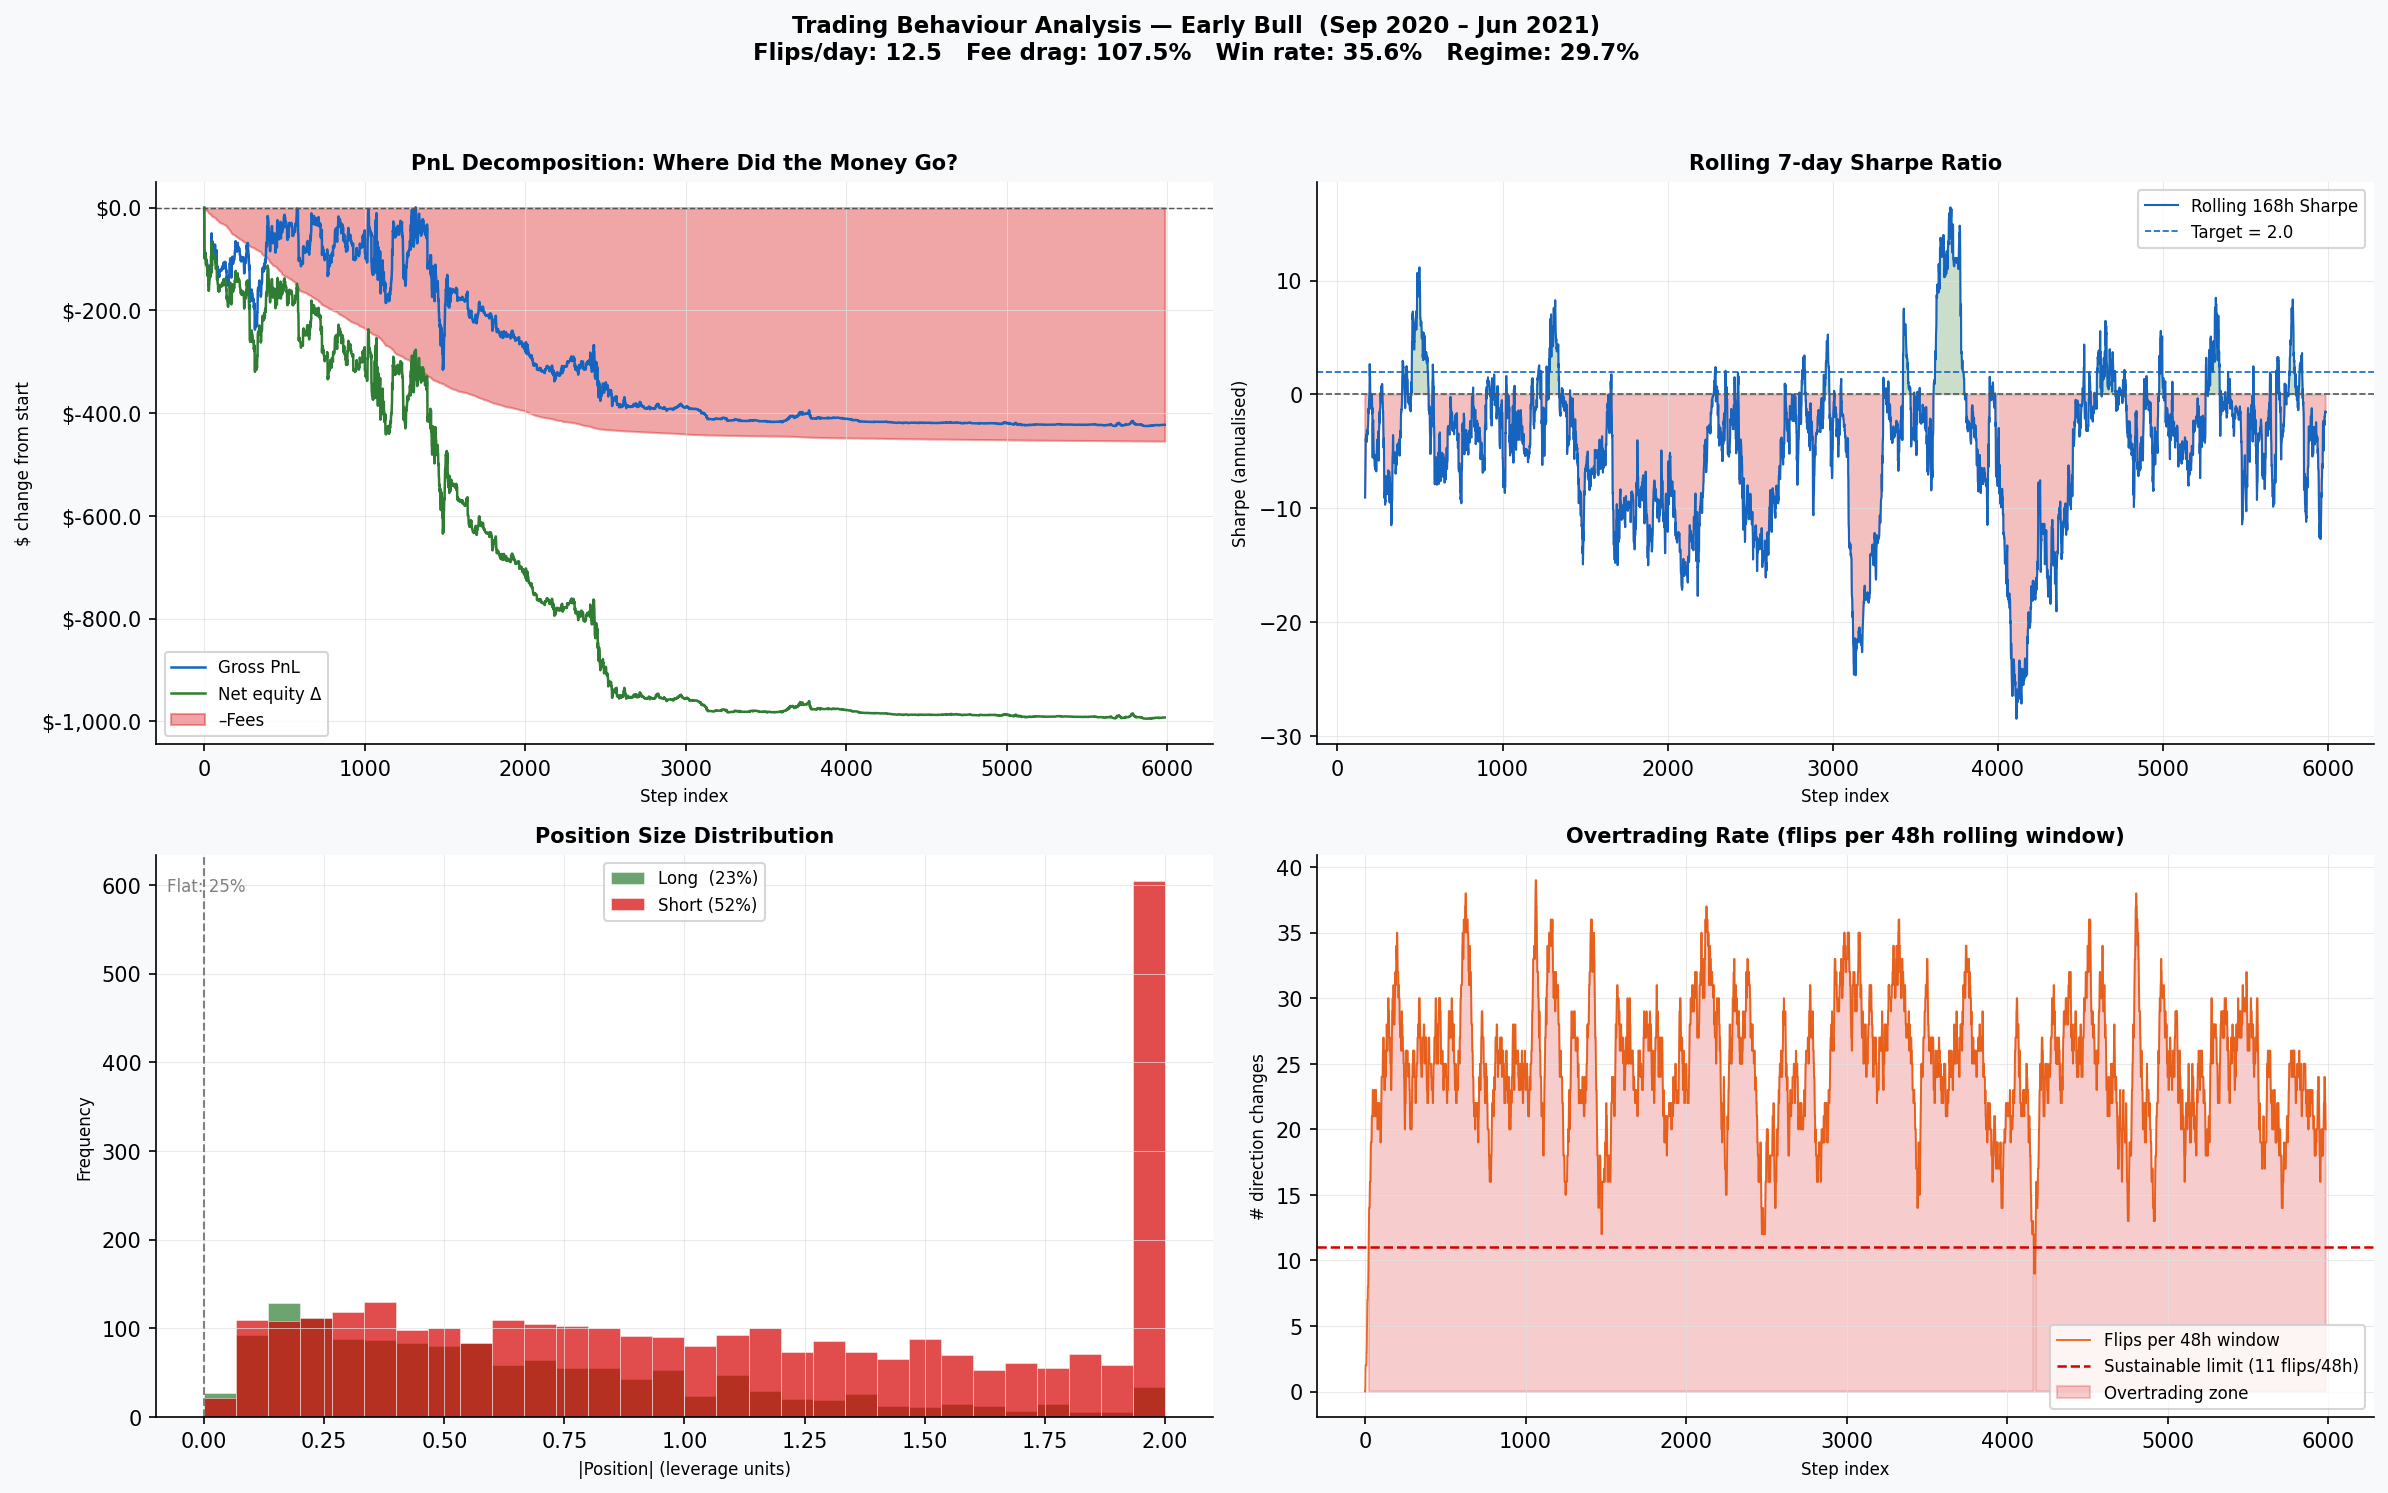 Trading Behaviour Analysis — Early Bull  (Sep 2020 – Jun 2021)
Flips/day: 12.5   Fee drag: 107.5%   Win rate: 35.6%   Regime: 29.7%
PnL Decomposition: Where Did the Money Go?
$ change from start
$0.0
$-200.0
$-400.0
$-600.0
$-800.0
$-1,000.0
Gross PnL
Net equity Δ
–Fees
0 1000 2000 3000 4000 5000 6000
Step index
Rolling 7-day Sharpe Ratio
Sharpe (annualised)
10
0
−10
−20
−30
Rolling 168h Sharpe
Target = 2.0
0 1000 2000 3000 4000 5000 6000
Step index
Position Size Distribution
Frequency
600
500
400
300
200
100
0
Flat: 25%
Long  (23%)
Short (52%)
0.00 0.25 0.50 0.75 1.00 1.25 1.50 1.75 2.00
|Position| (leverage units)
Overtrading Rate (flips per 48h rolling window)
# direction changes
40
35
30
25
20
15
10
5
0
Flips per 48h window
Sustainable limit (11 flips/48h)
Overtrading zone
0 1000 2000 3000 4000 5000 6000
Step index